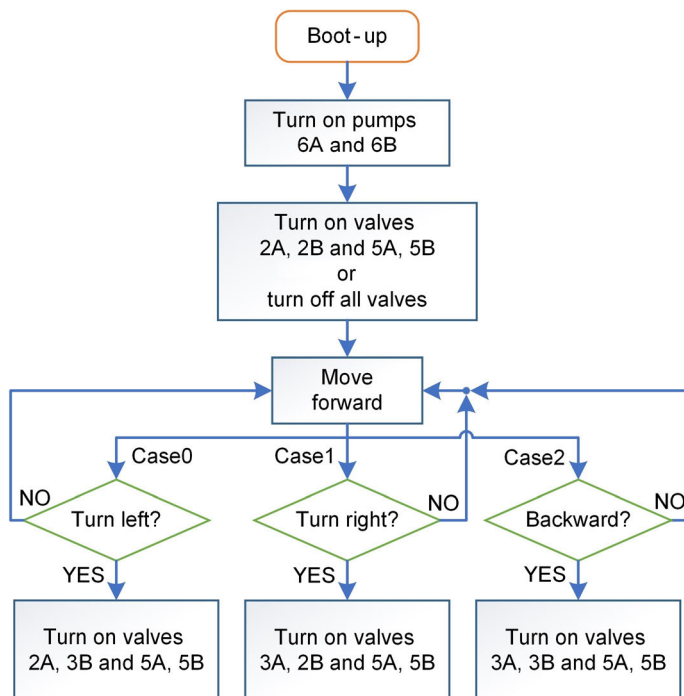 Boot-up
Turn on pumps
6A and 6B
Turn on valves
2A, 2B and 5A, 5B
or
turn off all valves
Move
forward
Case0
Case1
Case2
NO
Turn left?
Turn right?
NO
Backward?
NO
YES
YES
YES
Turn on valves
2A, 3B and 5A, 5B
Turn on valves
3A, 2B and 5A, 5B
Turn on valves
3A, 3B and 5A, 5B